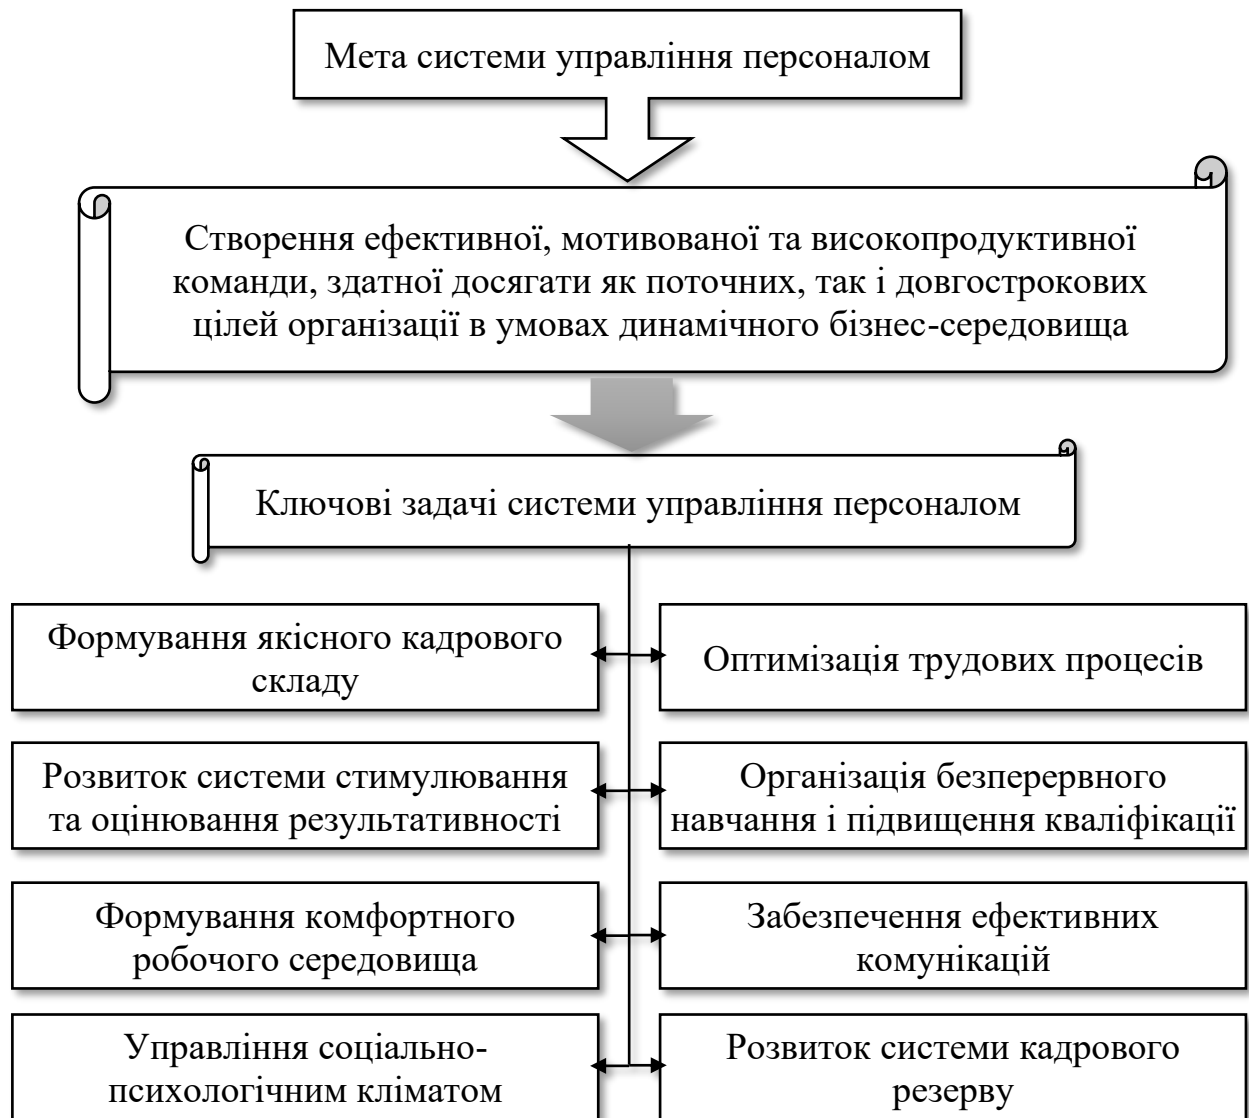 Мета системи управління персоналом
Створення ефективної, мотивованої та високопродуктивної
команди, здатної досягати як поточних, так і довгострокових
цілей організації в умовах динамічного бізнес-середовища
Ключові задачі системи управління персоналом
Формування якісного кадрового
складу
Оптимізація трудових процесів
Розвиток системи стимулювання
та оцінювання результативності
Організація безперервного
навчання і підвищення кваліфікації
Формування комфортного
робочого середовища
Забезпечення ефективних
комунікацій
Управління соціально-
психологічним кліматом
Розвиток системи кадрового
резерву